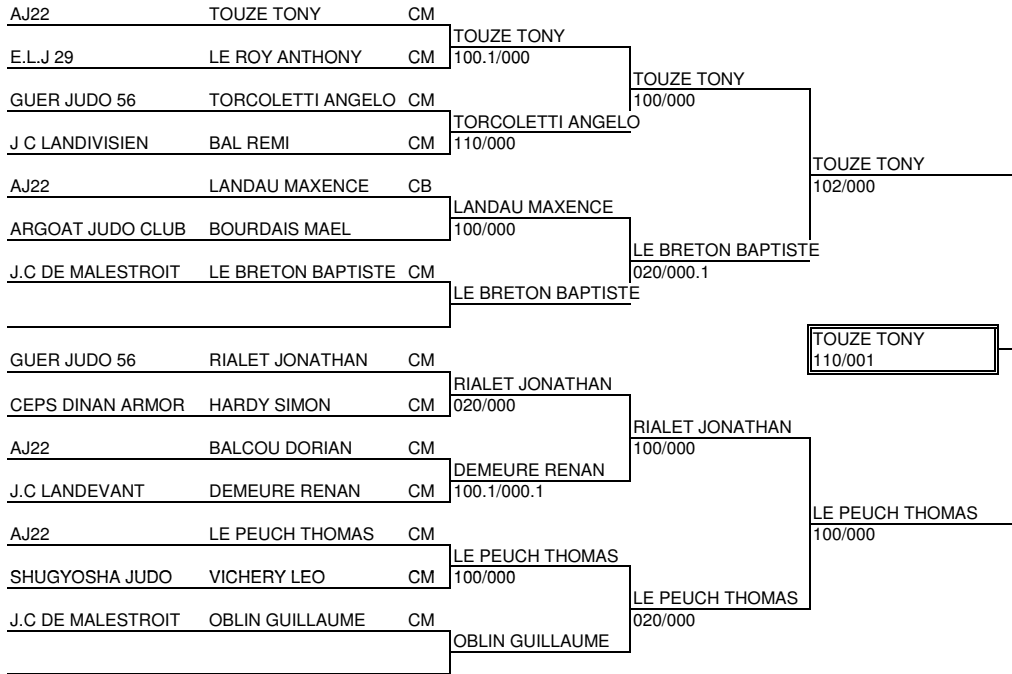 AJ22 TOUZE TONY CM
TOUZE TONY
E.L.J 29 LE ROY ANTHONY CM 100.1/000
TOUZE TONY
GUER JUDO 56 TORCOLETTI ANGELO CM 100/000
TORCOLETTI ANGELO
J C LANDIVISIEN BAL REMI CM 110/000
TOUZE TONY
AJ22 LANDAU MAXENCE CB 102/000
LANDAU MAXENCE
ARGOAT JUDO CLUB BOURDAIS MAEL 100/000
LE BRETON BAPTISTE
J.C DE MALESTROIT LE BRETON BAPTISTE CM 020/000.1
LE BRETON BAPTISTE
TOUZE TONY
GUER JUDO 56 RIALET JONATHAN CM 110/001
RIALET JONATHAN
CEPS DINAN ARMOR HARDY SIMON CM 020/000
RIALET JONATHAN
AJ22 BALCOU DORIAN CM 100/000
DEMEURE RENAN
J.C LANDEVANT DEMEURE RENAN CM 100.1/000.1
LE PEUCH THOMAS
AJ22 LE PEUCH THOMAS CM 100/000
LE PEUCH THOMAS
SHUGYOSHA JUDO VICHERY LEO CM 100/000
LE PEUCH THOMAS
J.C DE MALESTROIT OBLIN GUILLAUME CM 020/000
OBLIN GUILLAUME